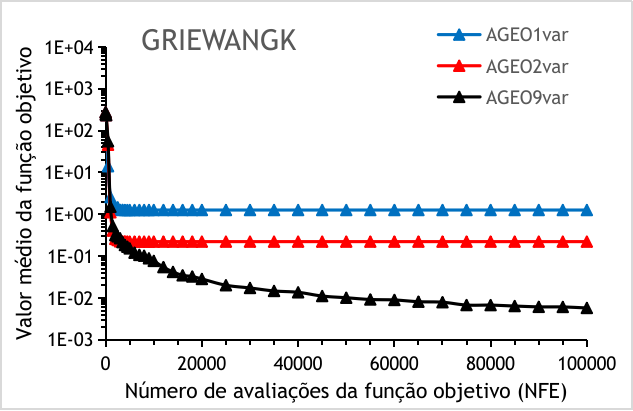 GRIEWANGK
AGEO1var
AGEO2var
AGEO9var
Valor médio da função objetivo
1E+04
1E+03
1E+02
1E+01
1E+00
1E-01
1E-02
1E-03
0 20000 40000 60000 80000 100000
Número de avaliações da função objetivo (NFE)